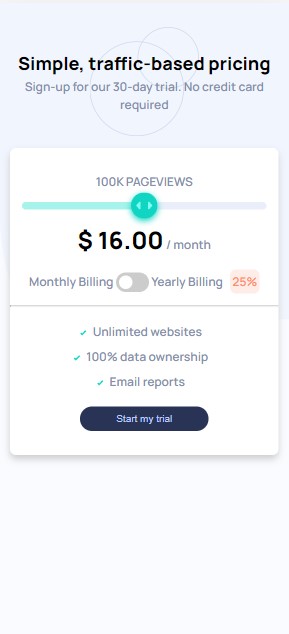 Simple, traffic-based pricing
Sign-up for our 30-day trial. No credit card
required
100K PAGEVIEWS
$ 16.00 / month
Monthly Billing Yearly Billing 25%
Unlimited websites
100% data ownership
Email reports
Start my trial